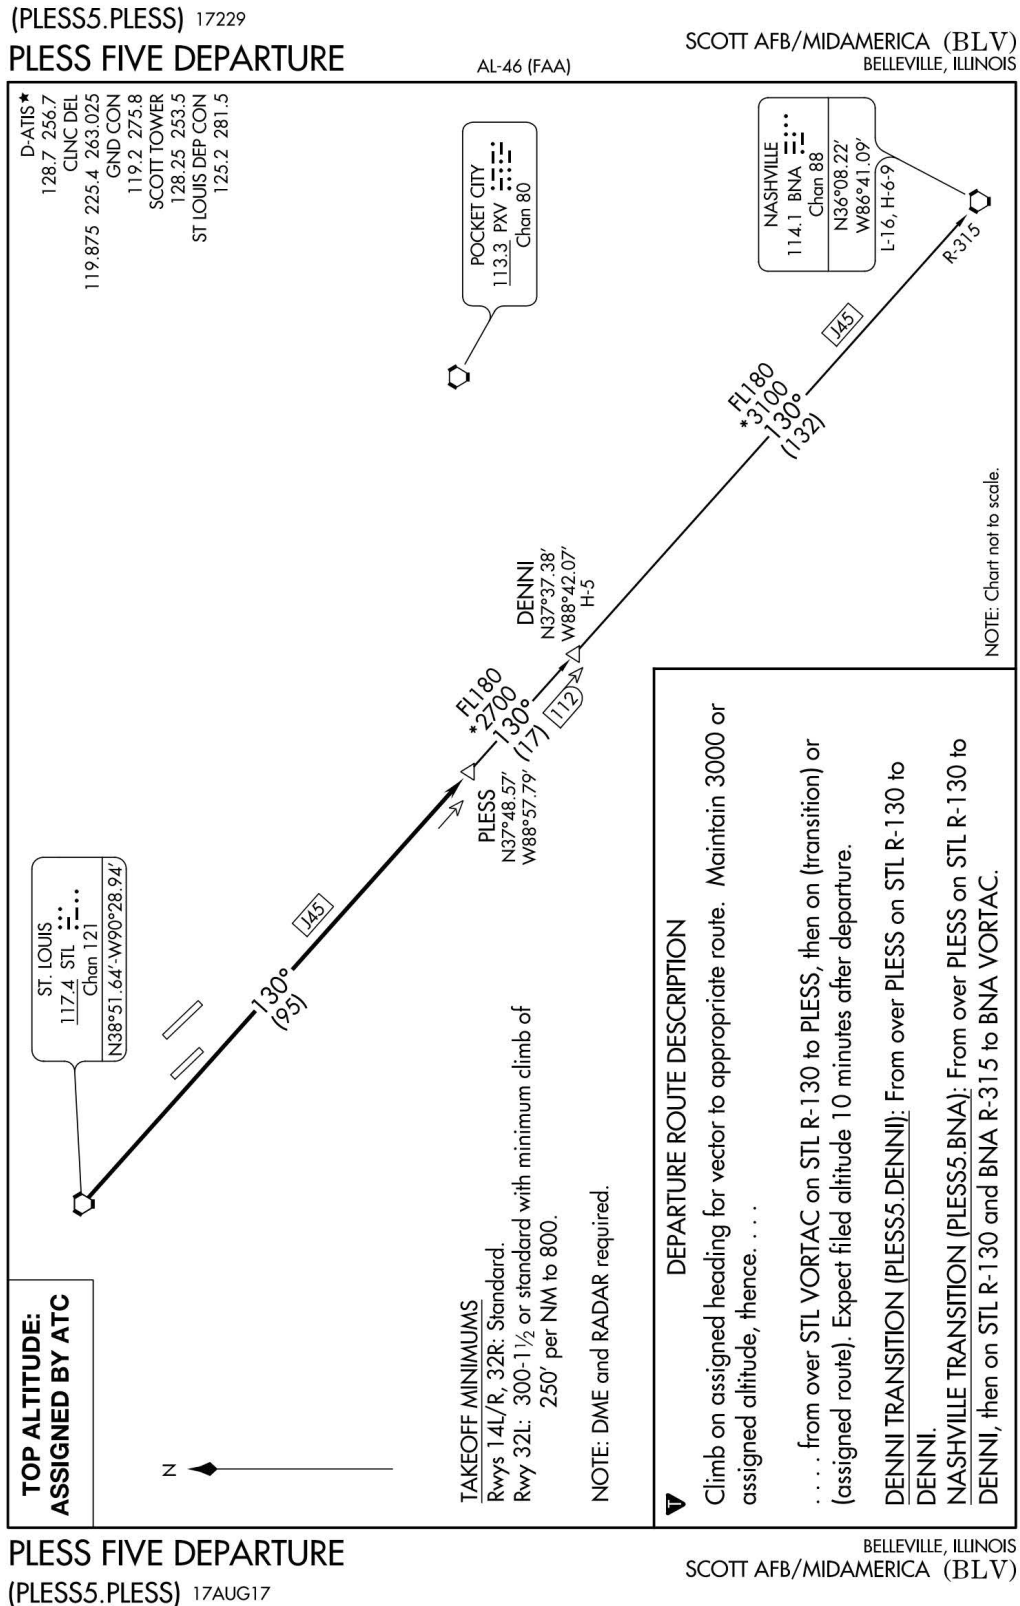 (PLESS5.PLESS) 17229
PLESS FIVE DEPARTURE
AL-46 (FAA)
SCOTT AFB/MIDAMERICA (BLV)
BELLEVILLE, ILLINOIS
D-ATIS★
128.7 256.7
CLNC DEL
119.875 225.4 263.025
GND CON
119.2 275.8
SCOTT TOWER
128.25 253.5
ST LOUIS DEP CON
125.2 281.5
TOP ALTITUDE:
ASSIGNED BY ATC
N
ST. LOUIS
117.4 STL
Chan 121
N38°51.64'-W90°28.94'
130°
(95)
J45
PLESS
N37°48.57'
W88°57.79'
FL180
*2700
130°
(17)
112
DENNI
N37°37.38'
W88°42.07'
H-5
POCKET CITY
113.3 PXV
Chan 80
FL180
*3100
130°
(132)
J45
NASHVILLE
114.1 BNA
Chan 88
N36°08.22'
W86°41.09'
L-16, H-6-9
R-315
TAKEOFF MINIMUMS
Rwys 14L/R, 32R: Standard.
Rwy 32L: 300-1½ or standard with minimum climb of
250' per NM to 800.
NOTE: DME and RADAR required.
NOTE: Chart not to scale.
T
DEPARTURE ROUTE DESCRIPTION
Climb on assigned heading for vector to appropriate route. Maintain 3000 or
assigned altitude, thence. . . .
. . . . from over STL VORTAC on STL R-130 to PLESS, then on (transition) or
(assigned route). Expect filed altitude 10 minutes after departure.
DENNI TRANSITION (PLESS5.DENNI): From over PLESS on STL R-130 to
DENNI.
NASHVILLE TRANSITION (PLESS5.BNA): From over PLESS on STL R-130 to
DENNI, then on STL R-130 and BNA R-315 to BNA VORTAC.
PLESS FIVE DEPARTURE
(PLESS5.PLESS) 17AUG17
BELLEVILLE, ILLINOIS
SCOTT AFB/MIDAMERICA (BLV)